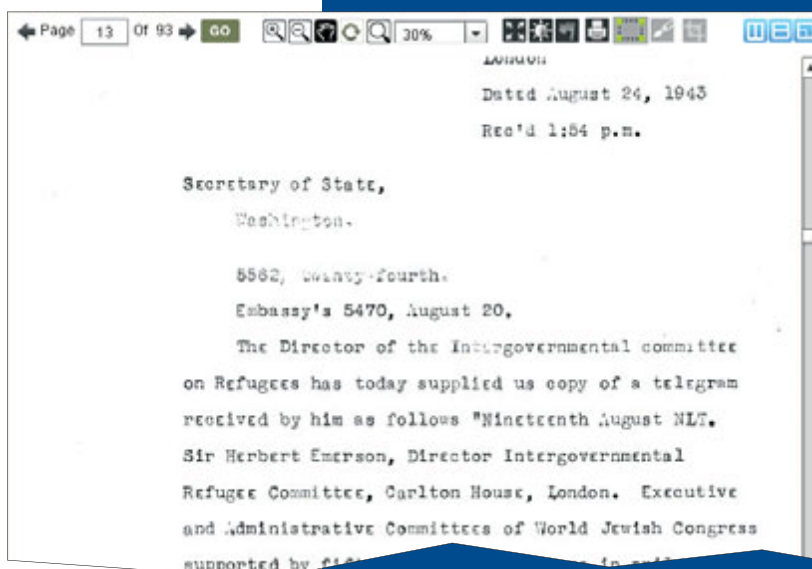 Page 13 Of 93 GO 30%
London
Dated August 24, 1943
Rec'd 1:54 p.m.
Secretary of State,
Washington.
5562, twenty-fourth.
Embassy's 5470, August 20.
The Director of the Intergovernmental committee
on Refugees has today supplied us copy of a telegram
received by him as follows "Nineteenth August NLT.
Sir Herbert Emerson, Director Intergovernmental
Refugee Committee, Carlton House, London. Executive
and Administrative Committees of World Jewish Congress
supported by